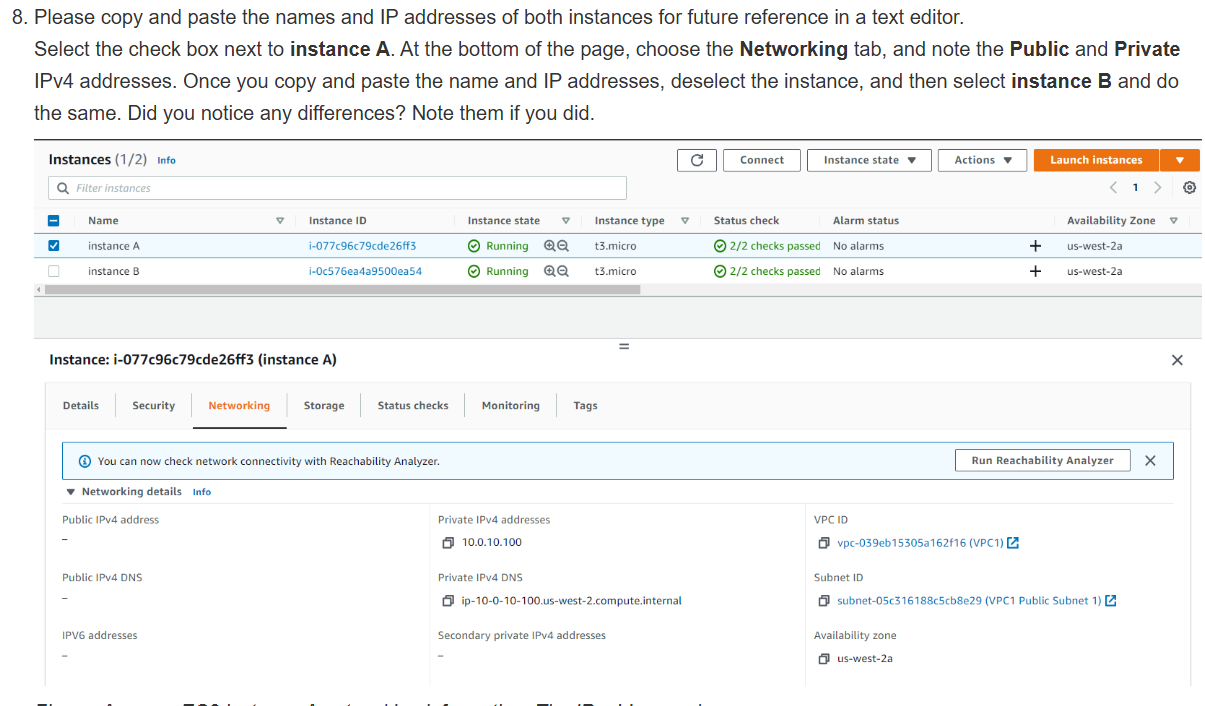 8. Please copy and paste the names and IP addresses of both instances for future reference in a text editor.
Select the check box next to instance A. At the bottom of the page, choose the Networking tab, and note the Public and Private
IPv4 addresses. Once you copy and paste the name and IP addresses, deselect the instance, and then select instance B and do
the same. Did you notice any differences? Note them if you did.
Instances (1/2) Info
Connect Instance state Actions Launch instances
Filter instances
1
Name Instance ID Instance state Instance type Status check Alarm status Availability Zone
instance A i-077c96c79cde26ff3 Running t3.micro 2/2 checks passed No alarms + us-west-2a
instance B i-0c576ea4a9500ea54 Running t3.micro 2/2 checks passed No alarms + us-west-2a
Instance: i-077c96c79cde26ff3 (instance A)
Details Security Networking Storage Status checks Monitoring Tags
You can now check network connectivity with Reachability Analyzer. Run Reachability Analyzer
Networking details Info
Public IPv4 address Private IPv4 addresses VPC ID
– 10.0.10.100 vpc-039eb15305a162f16 (VPC1)
Public IPv4 DNS Private IPv4 DNS Subnet ID
– ip-10-0-10-100.us-west-2.compute.internal subnet-05c316188c5cb8e29 (VPC1 Public Subnet 1)
IPV6 addresses Secondary private IPv4 addresses Availability zone
– – us-west-2a